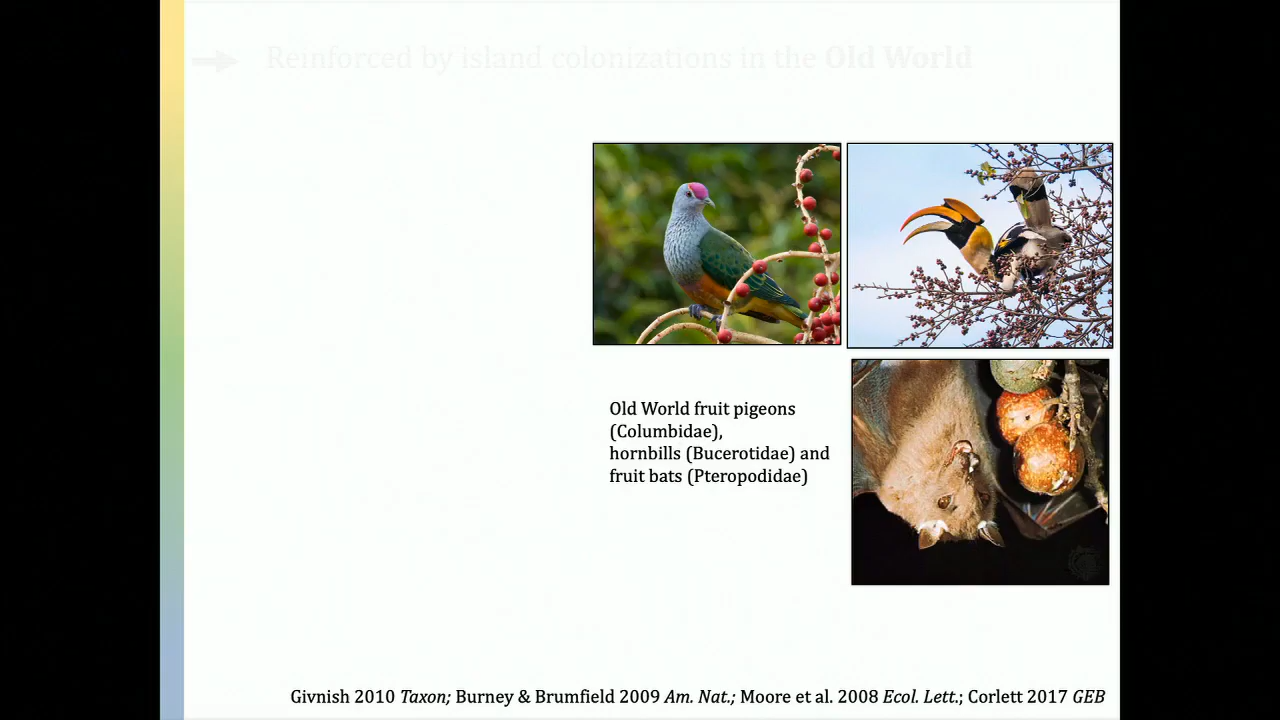 Reinforced by island colonizations in the Old World
Old World fruit pigeons
(Columbidae),
hornbills (Bucerotidae) and
fruit bats (Pteropodidae)
Givnish 2010 Taxon; Burney & Brumfield 2009 Am. Nat.; Moore et al. 2008 Ecol. Lett.; Corlett 2017 GEB